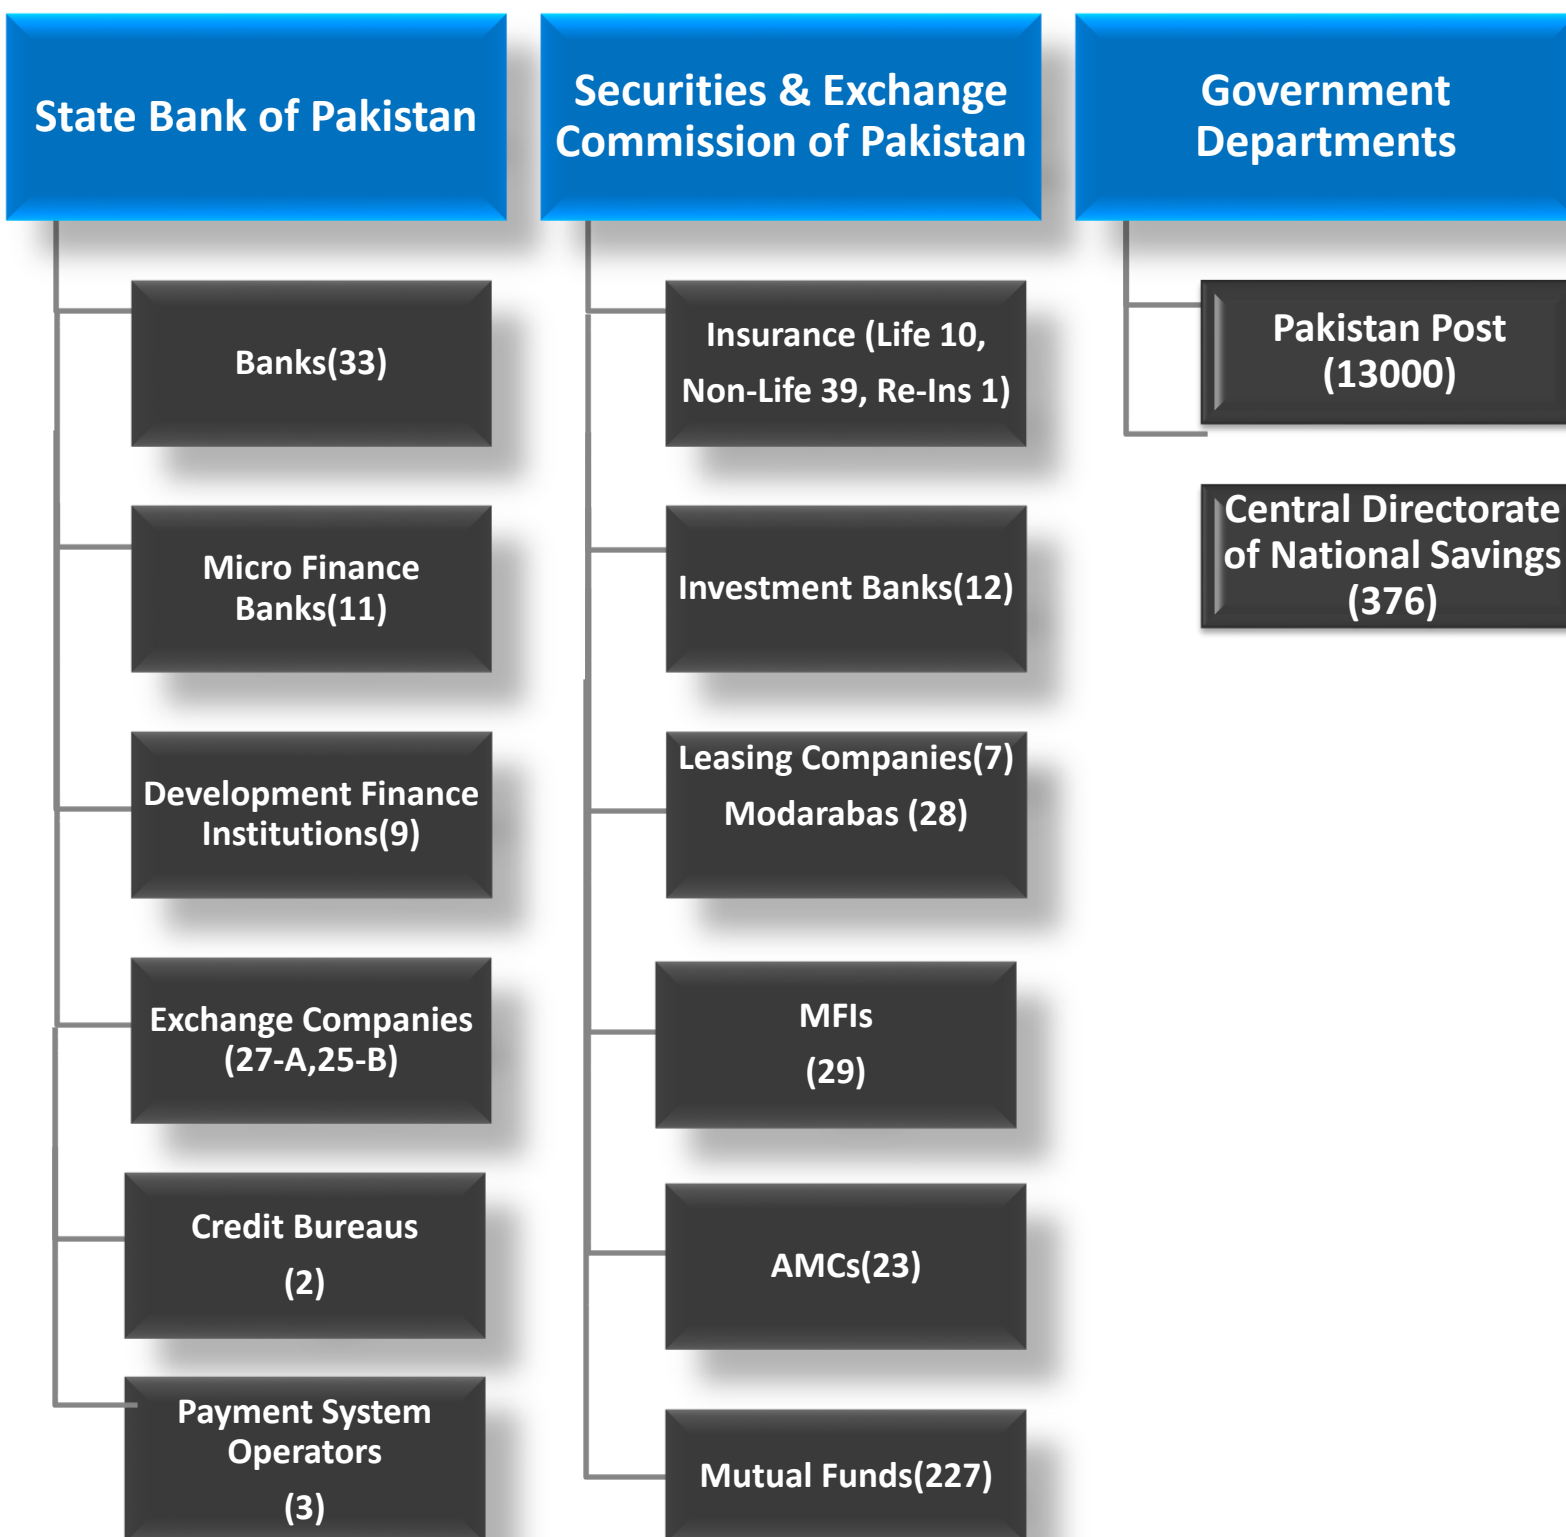 State Bank of Pakistan
Banks(33)
Micro Finance
Banks(11)
Development Finance
Institutions(9)
Exchange Companies
(27-A,25-B)
Credit Bureaus
(2)
Payment System
Operators
(3)
Securities & Exchange
Commission of Pakistan
Insurance (Life 10,
Non-Life 39, Re-Ins 1)
Investment Banks(12)
Leasing Companies(7)
Modarabas (28)
MFIs
(29)
AMCs(23)
Mutual Funds(227)
Government
Departments
Pakistan Post
(13000)
Central Directorate
of National Savings
(376)